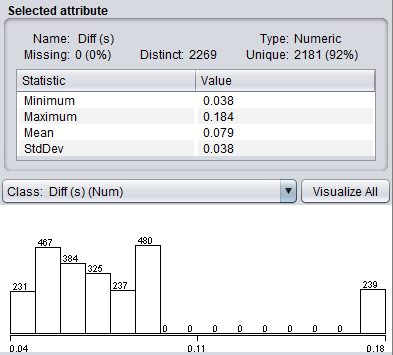 Selected attribute
Name: Diff (s) Type: Numeric
Missing: 0 (0%) Distinct: 2269 Unique: 2181 (92%)
Statistic Value
Minimum 0.038
Maximum 0.184
Mean 0.079
StdDev 0.038
Class: Diff (s) (Num) Visualize All
231 467 384 325 237 480 0 0 0 0 0 0 0 0 239
0.04 0.11 0.18